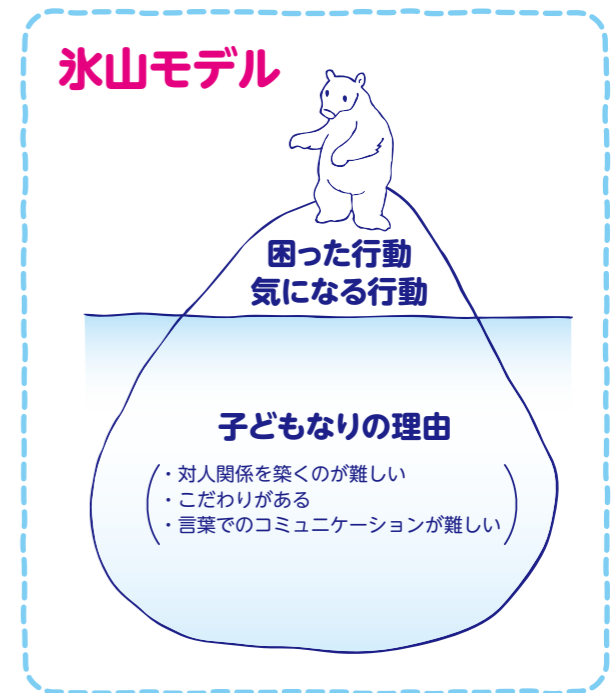 氷山モデル
困った行動
気になる行動
子どもなりの理由
・対人関係を築くのが難しい
・こだわりがある
・言葉でのコミュニケーションが難しい